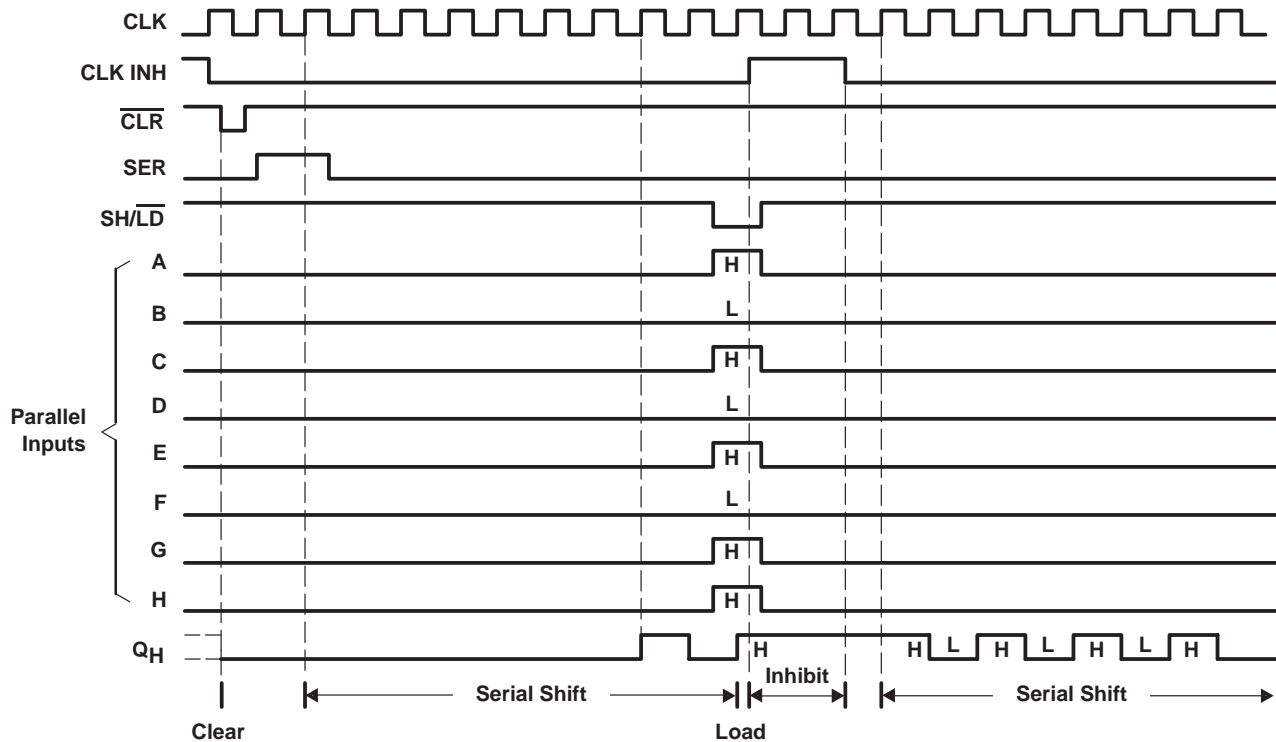 CLK
CLK INH
CLR
SER
SH/LD
A
H
B
L
C
H
D
L
Parallel
Inputs
E
H
F
L
G
H
H
H
QH
H
H L H L H L H
Inhibit
Serial Shift
Serial Shift
Clear
Load